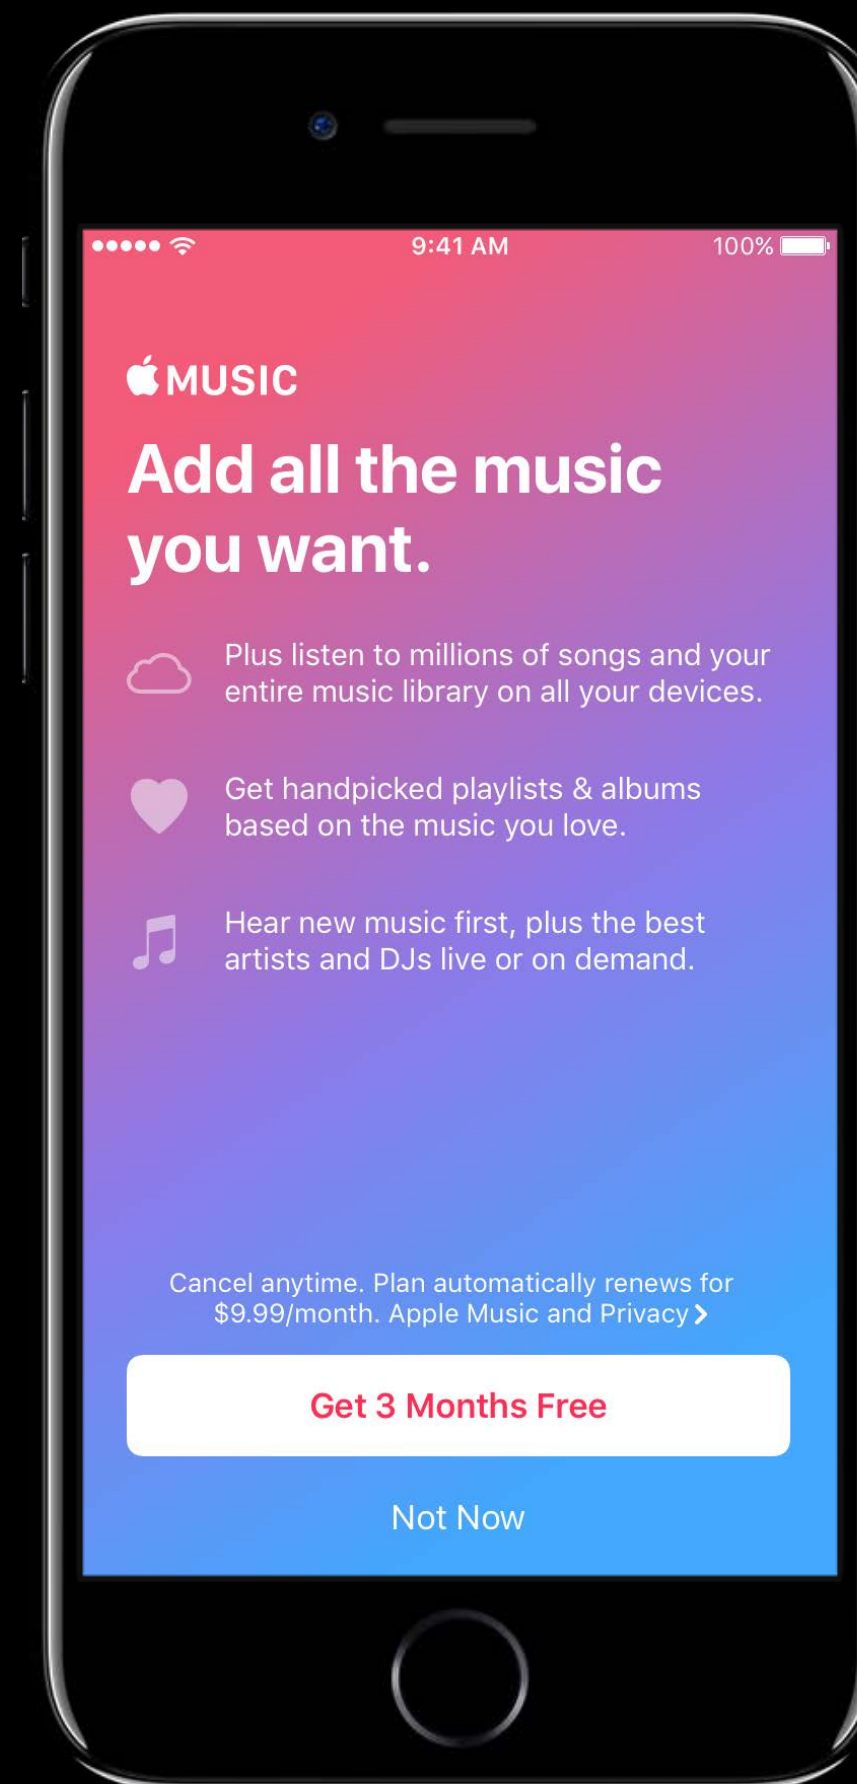 9:41 AM 100%
MUSIC
Add all the music
you want.
Plus listen to millions of songs and your
entire music library on all your devices.
Get handpicked playlists & albums
based on the music you love.
Hear new music first, plus the best
artists and DJs live or on demand.
Cancel anytime. Plan automatically renews for
$9.99/month. Apple Music and Privacy
Get 3 Months Free
Not Now